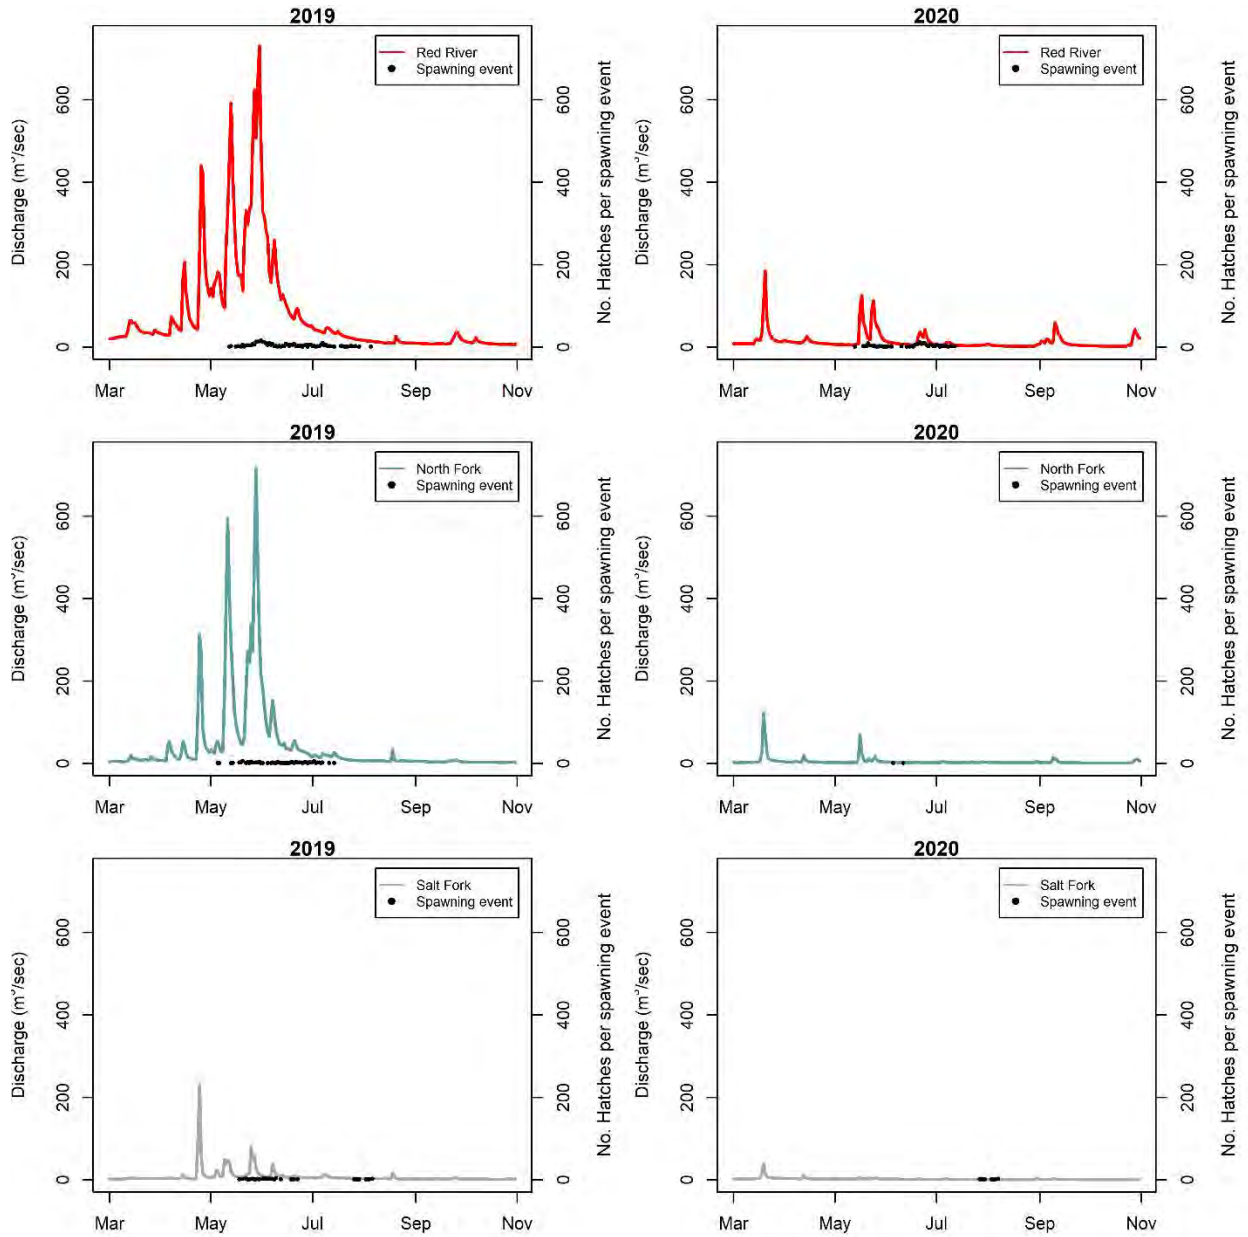 2019
Red River
Spawning event
Discharge (m³/sec)
0 200 400 600
No. Hatches per spawning event
0 200 400 600
Mar May Jul Sep Nov
2020
Red River
Spawning event
Discharge (m³/sec)
0 200 400 600
No. Hatches per spawning event
0 200 400 600
Mar May Jul Sep Nov
2019
North Fork
Spawning event
Discharge (m³/sec)
0 200 400 600
No. Hatches per spawning event
0 200 400 600
Mar May Jul Sep Nov
2020
North Fork
Spawning event
Discharge (m³/sec)
0 200 400 600
No. Hatches per spawning event
0 200 400 600
Mar May Jul Sep Nov
2019
Salt Fork
Spawning event
Discharge (m³/sec)
0 200 400 600
No. Hatches per spawning event
0 200 400 600
Mar May Jul Sep Nov
2020
Salt Fork
Spawning event
Discharge (m³/sec)
0 200 400 600
No. Hatches per spawning event
0 200 400 600
Mar May Jul Sep Nov